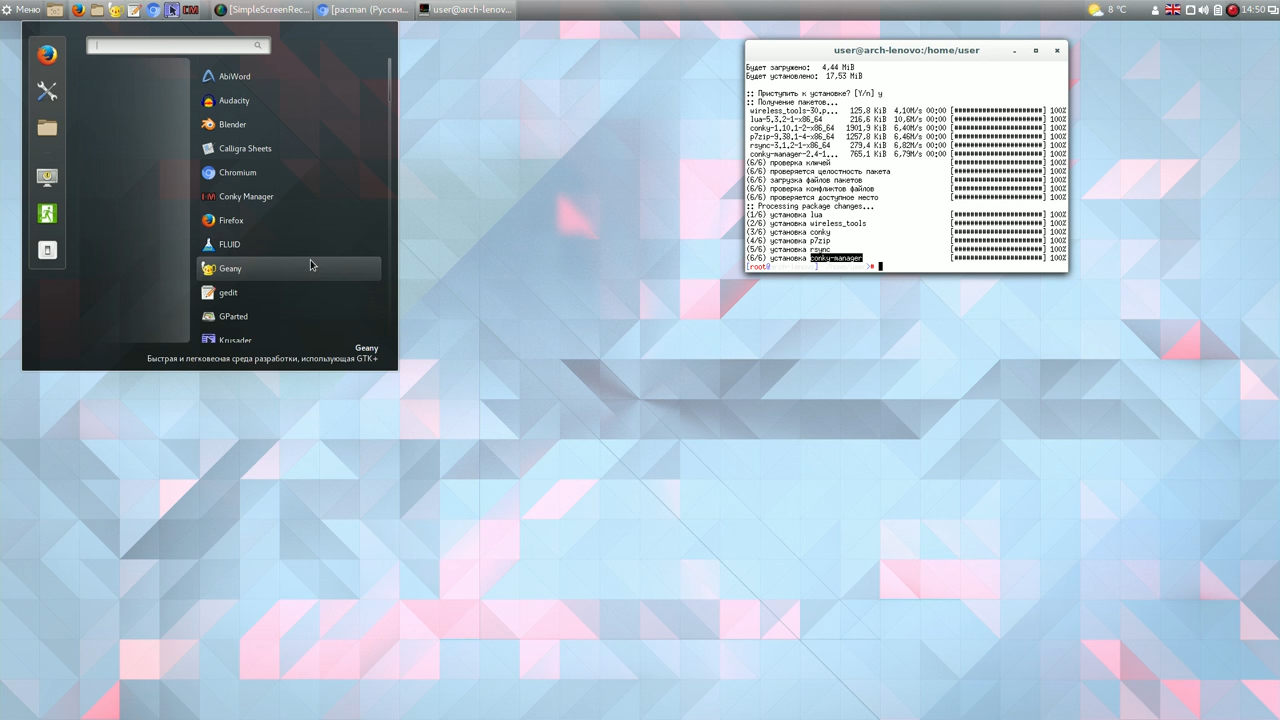 Меню
[SimpleScreenRec...
[pacman (Русски...
user@arch-lenov...
8 °C
14:50
AbiWord
Audacity
Blender
Calligra Sheets
Chromium
Conky Manager
Firefox
FLUID
Geany
gedit
GParted
Krusader
Geany
Быстрая и легковесная среда разработки, использующая GTK+
user@arch-lenovo:/home/user
Будет загружено: 4,44 MiB
Будет установлено: 17,53 MiB
:: Приступить к установке? [Y/n] y
:: Получение пакетов...
wireless_tools-30.p... 125,8 KiB 4,10M/s 00:00 [######################] 100%
lua-5.3.2-1-x86_64 216,6 KiB 10,6M/s 00:00 [######################] 100%
conky-1.10.1-2-x86_64 1901,9 KiB 6,40M/s 00:00 [######################] 100%
p7zip-9.38.1-4-x86_64 1257,8 KiB 6,46M/s 00:00 [######################] 100%
rsync-3.1.2-1-x86_64 279,4 KiB 6,82M/s 00:00 [######################] 100%
conky-manager-2.4-1... 765,1 KiB 6,79M/s 00:00 [######################] 100%
(6/6) проверка ключей [######################] 100%
(6/6) проверяется целостность пакета [######################] 100%
(6/6) загрузка файлов пакетов [######################] 100%
(6/6) проверка конфликтов файлов [######################] 100%
(6/6) проверяется доступное место [######################] 100%
:: Processing package changes...
(1/6) установка lua [######################] 100%
(2/6) установка wireless_tools [######################] 100%
(3/6) установка conky [######################] 100%
(4/6) установка p7zip [######################] 100%
(5/6) установка rsync [######################] 100%
(6/6) установка conky-manager [######################] 100%
[root@arch-lenovo] /home/user>#